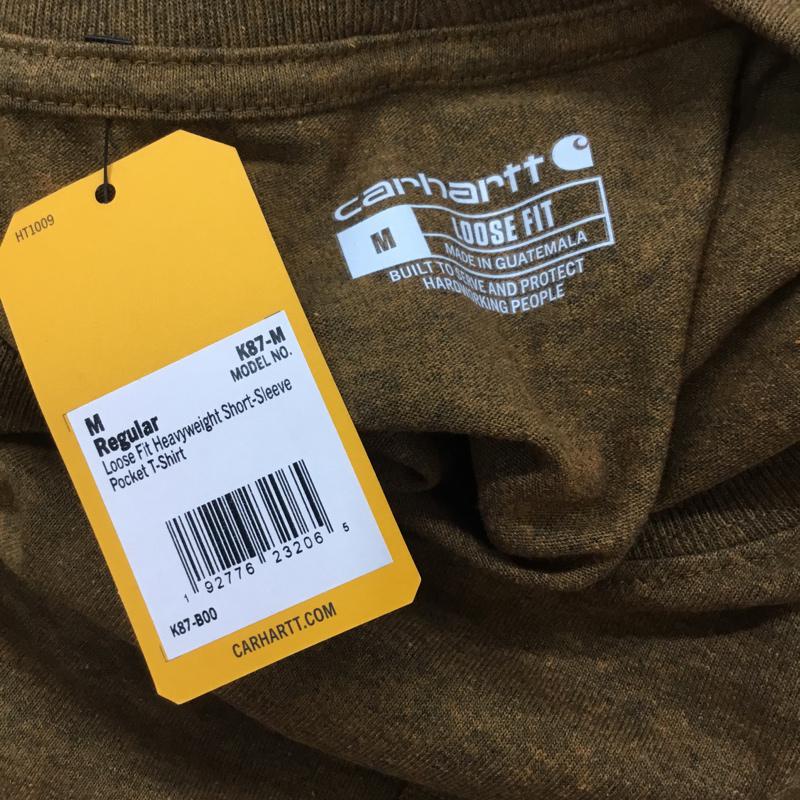 HT1009
K87-M
MODEL NO.
M
Regular
Loose Fit Heavyweight Short-Sleeve
Pocket T-Shirt
1 92776 23206 5
K87-B00
CARHARTT.COM
carhartt
M LOOSE FIT
MADE IN GUATEMALA
BUILT TO SERVE AND PROTECT
HARDWORKING PEOPLE